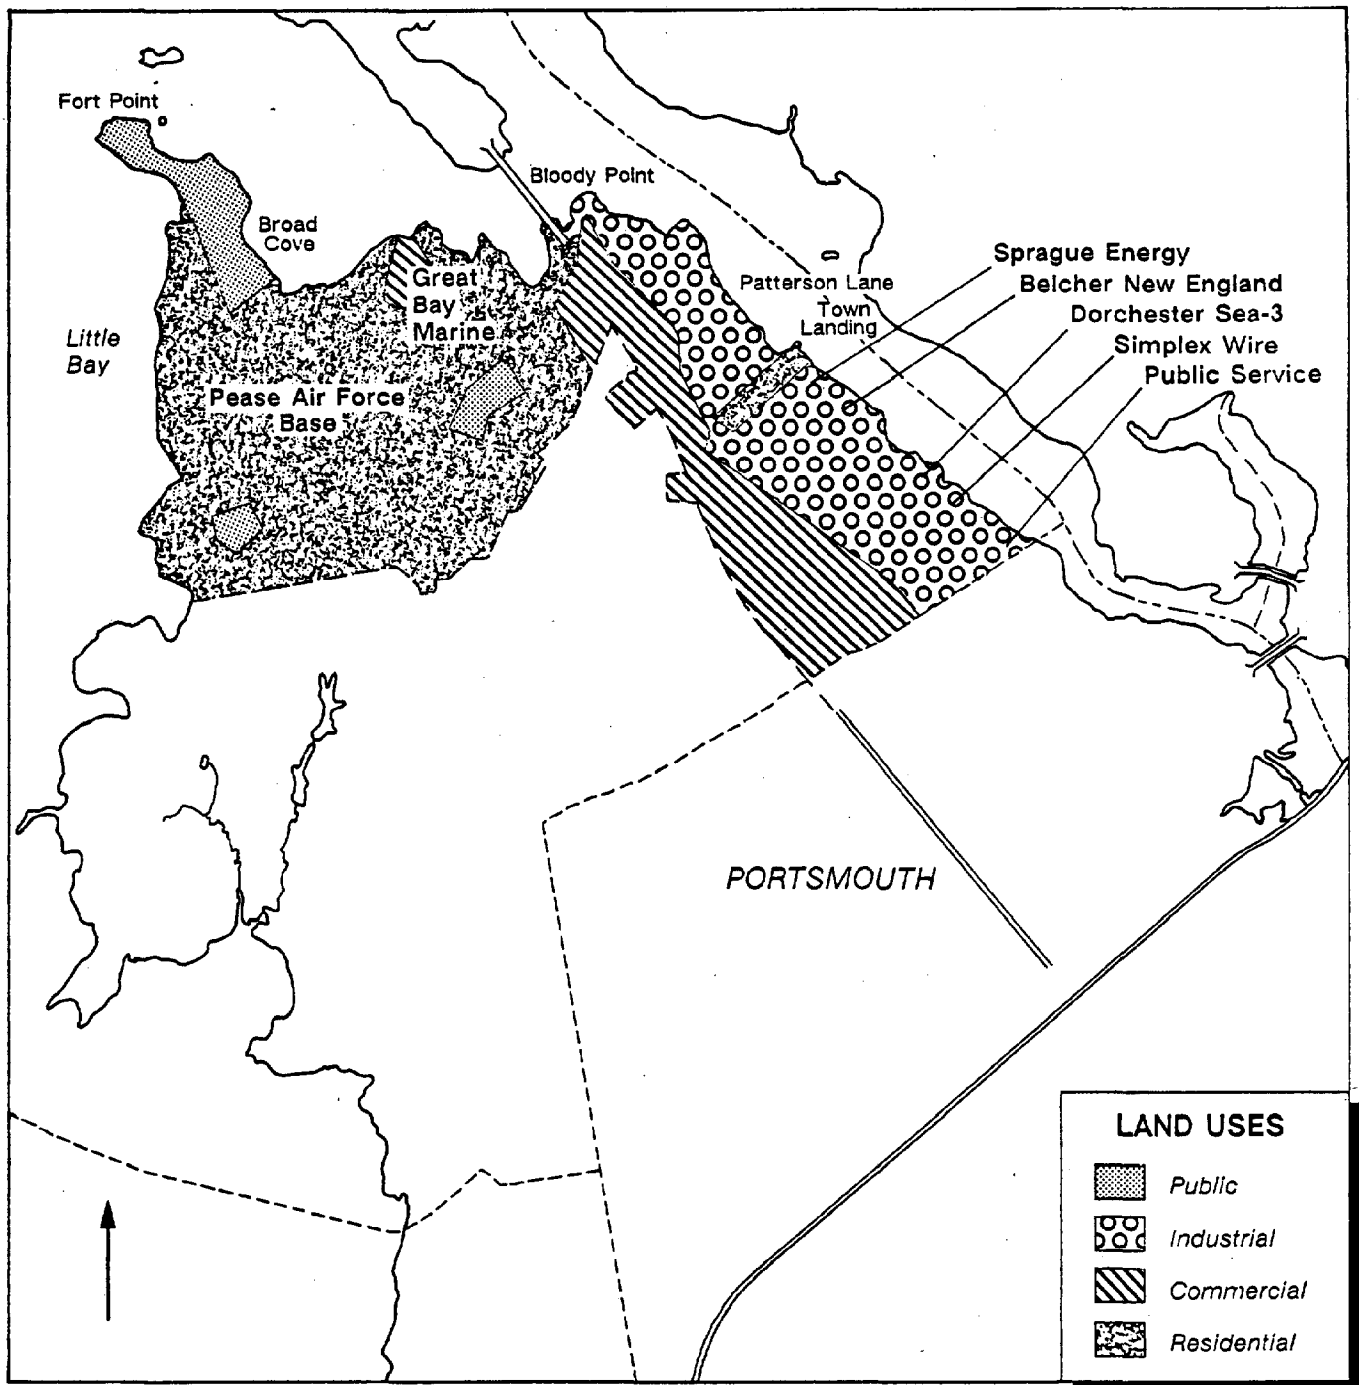 Fort Point
Bloody Point
Broad
Cove
Sprague Energy
Great
Bay
Marine
Patterson Lane
Belcher New England
Town
Landing
Dorchester Sea-3
Little
Bay
Simplex Wire
Public Service
Pease Air Force
Base
PORTSMOUTH
LAND USES
Public
Industrial
Commercial
Residential